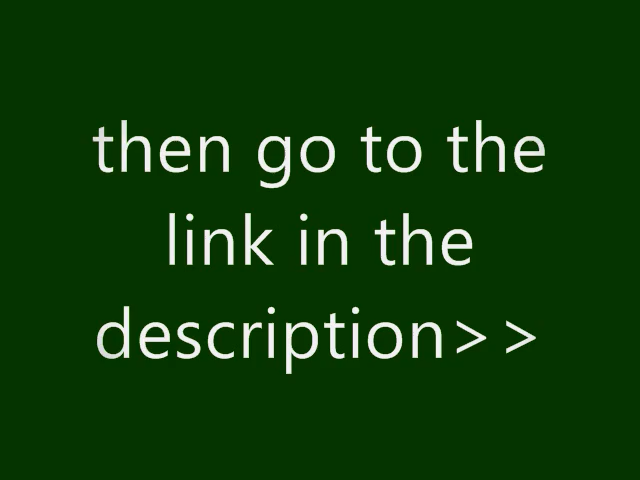 then go to the
link in the
description>>